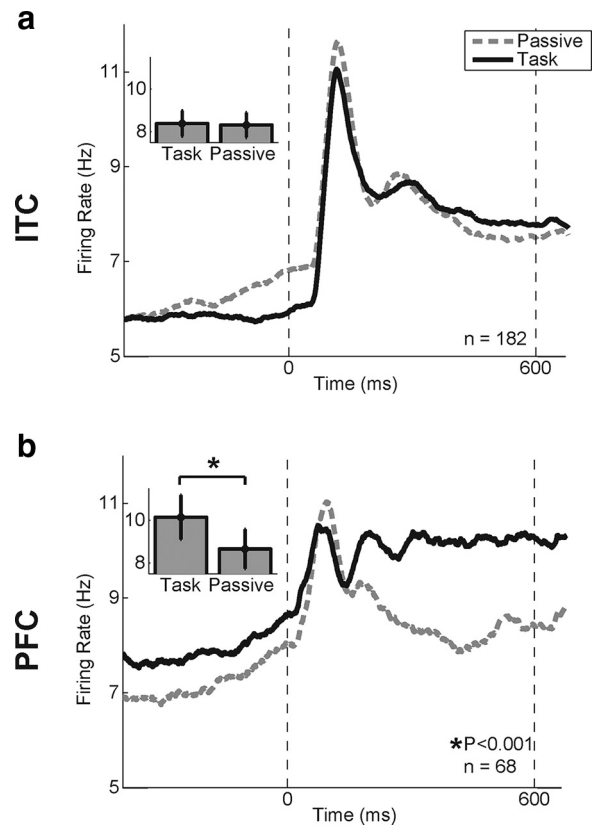 a
Passive
Task
11
10
8
Task Passive
9
7
5
Firing Rate (Hz)
ITC
n = 182
0
600
Time (ms)
b
*
11
10
8
Task Passive
9
7
5
Firing Rate (Hz)
PFC
*P<0.001
n = 68
0
600
Time (ms)